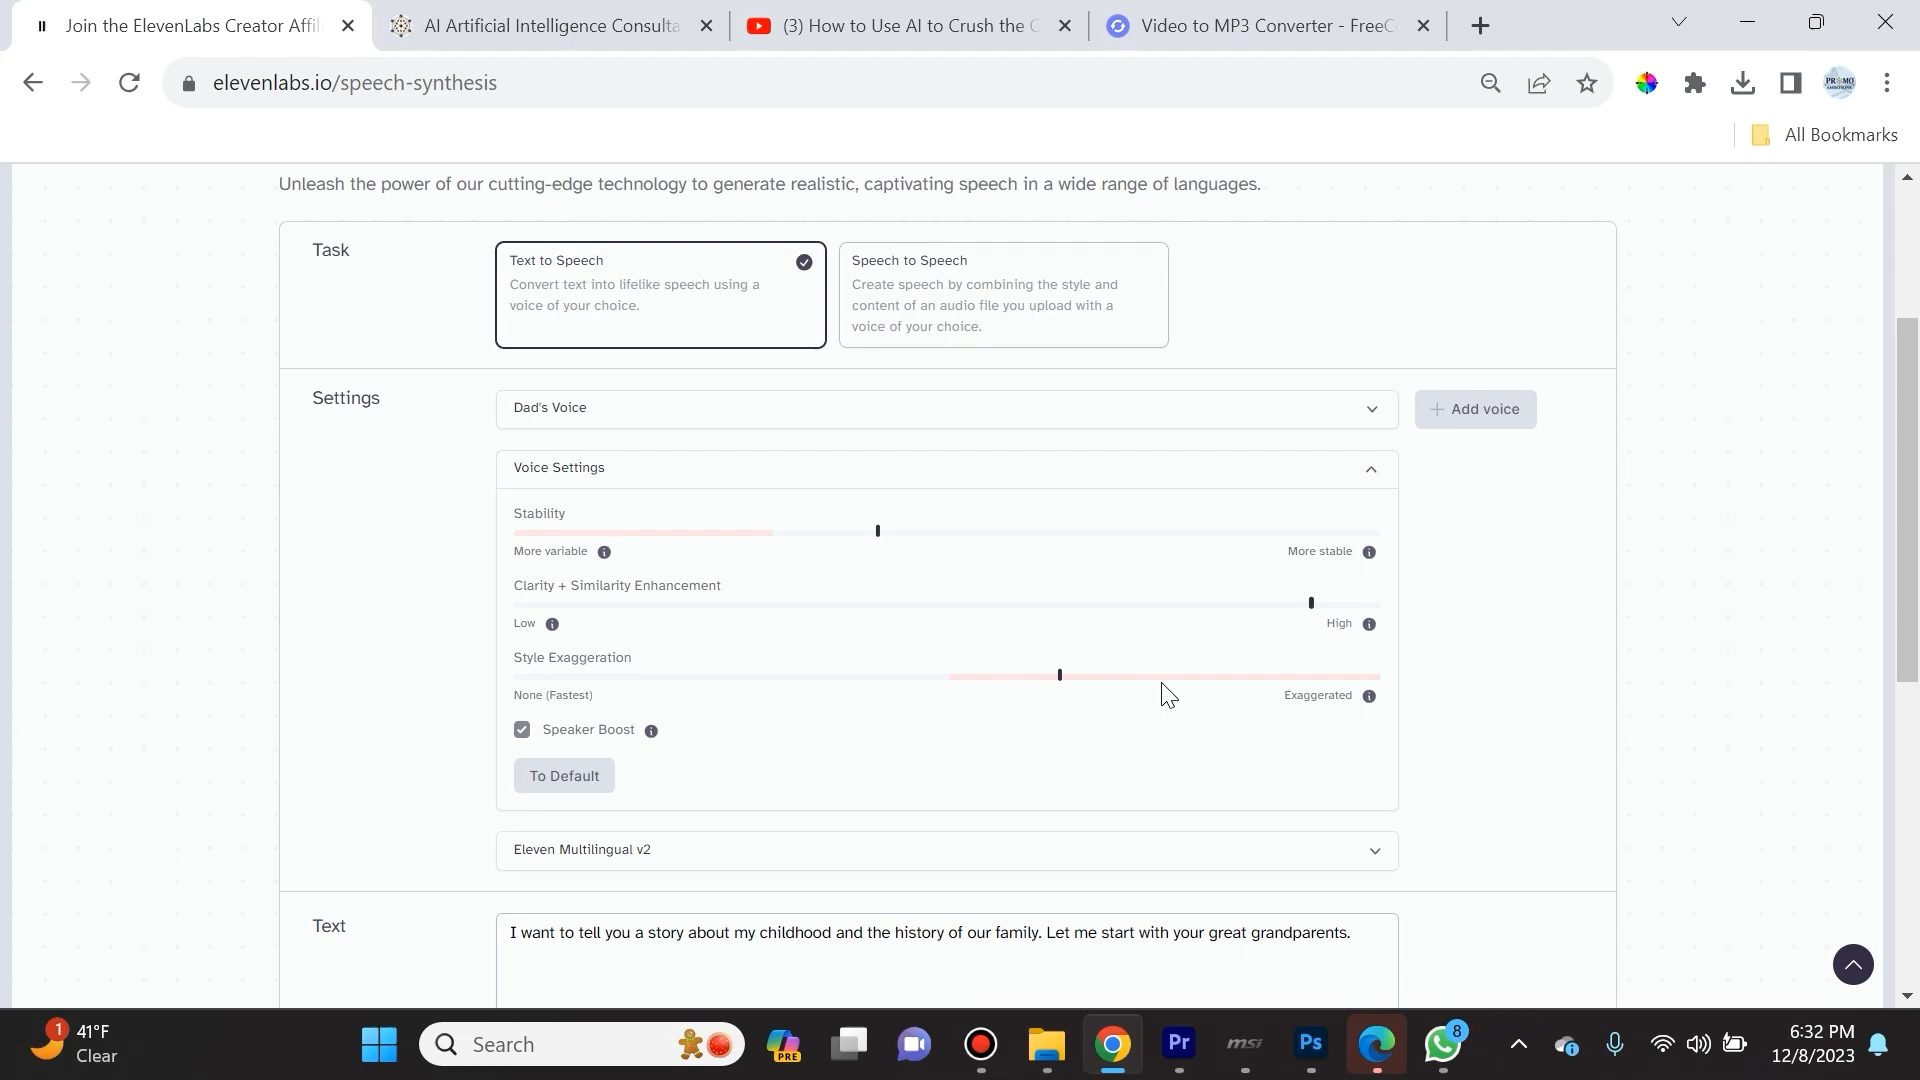 Join the ElevenLabs Creator Affili
AI Artificial Intelligence Consulta
(3) How to Use AI to Crush the C
Video to MP3 Converter - FreeC
elevenlabs.io/speech-synthesis
All Bookmarks
Unleash the power of our cutting-edge technology to generate realistic, captivating speech in a wide range of languages.
Task
Text to Speech
Convert text into lifelike speech using a
voice of your choice.
Speech to Speech
Create speech by combining the style and
content of an audio file you upload with a
voice of your choice.
Settings
Dad's Voice
+ Add voice
Voice Settings
Stability
More variable
More stable
Clarity + Similarity Enhancement
Low
High
Style Exaggeration
None (Fastest)
Exaggerated
Speaker Boost
To Default
Eleven Multilingual v2
Text
I want to tell you a story about my childhood and the history of our family. Let me start with your great grandparents.
1
41°F
Clear
Search
PRE
Pr
msi
Ps
8
6:32 PM
12/8/2023